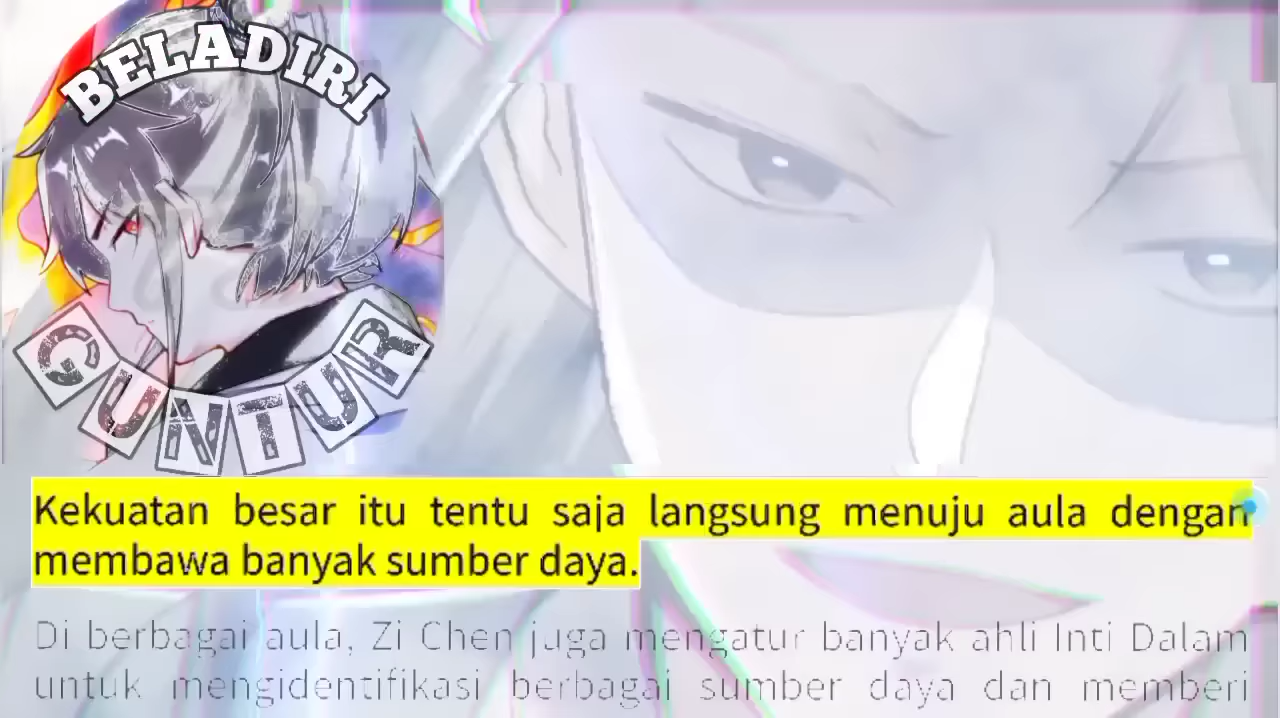 BELADIRI
GUNTUR
Kekuatan besar itu tentu saja langsung menuju aula dengan
membawa banyak sumber daya.
Di berbagai aula, Zi Chen juga mengatur banyak ahli Inti Dalam
untuk mengidentifikasi berbagai sumber daya dan memberi